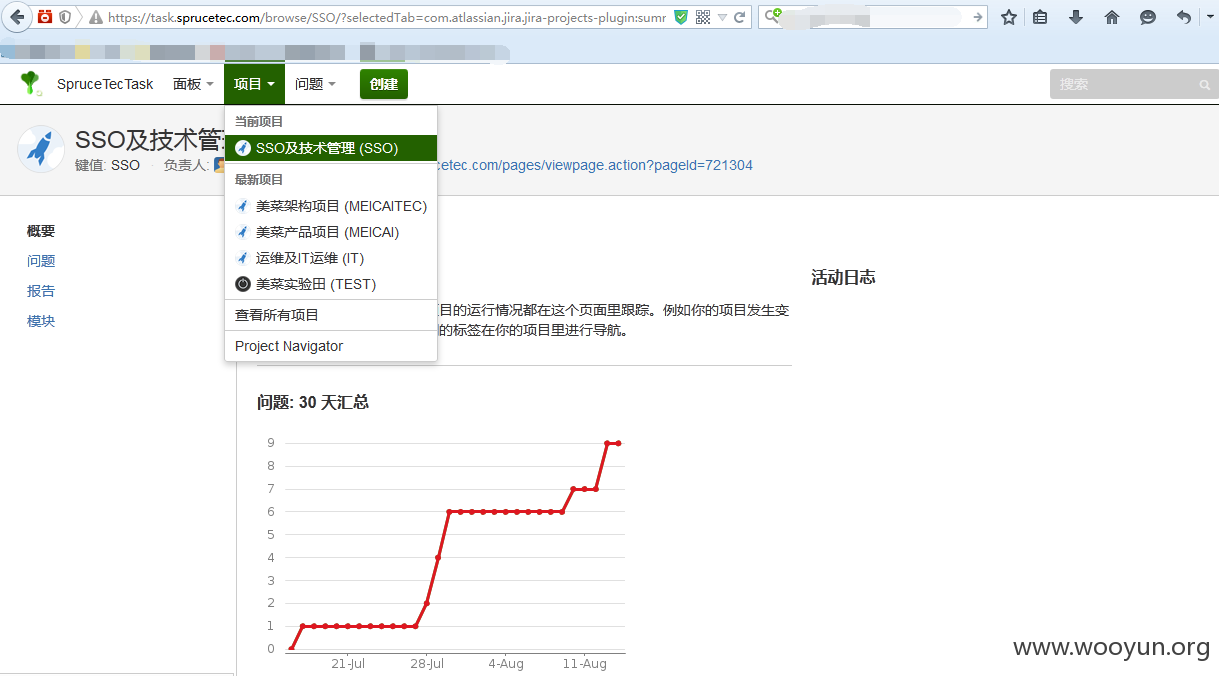 https://task.sprucetec.com/browse/SSO/?selectedTab=com.atlassian.jira.jira-projects-plugin:sumr
SpruceTecTask 面板 项目 问题 创建 搜索
当前项目
SSO及技术管理 (SSO)
最新项目
美菜架构项目 (MEICAITEC)
美菜产品项目 (MEICAI)
运维及IT运维 (IT)
美菜实验田 (TEST)
查看所有项目
Project Navigator
SSO及技术管
键值: SSO 负责人: cetec.com/pages/viewpage.action?pageId=721304
概要
问题
报告
模块
活动日志
目的运行情况都在这个页面里跟踪。例如你的项目发生变
的标签在你的项目里进行导航。
问题: 30 天汇总
9
8
7
6
5
4
3
2
1
0
21-Jul 28-Jul 4-Aug 11-Aug
www.wooyun.org